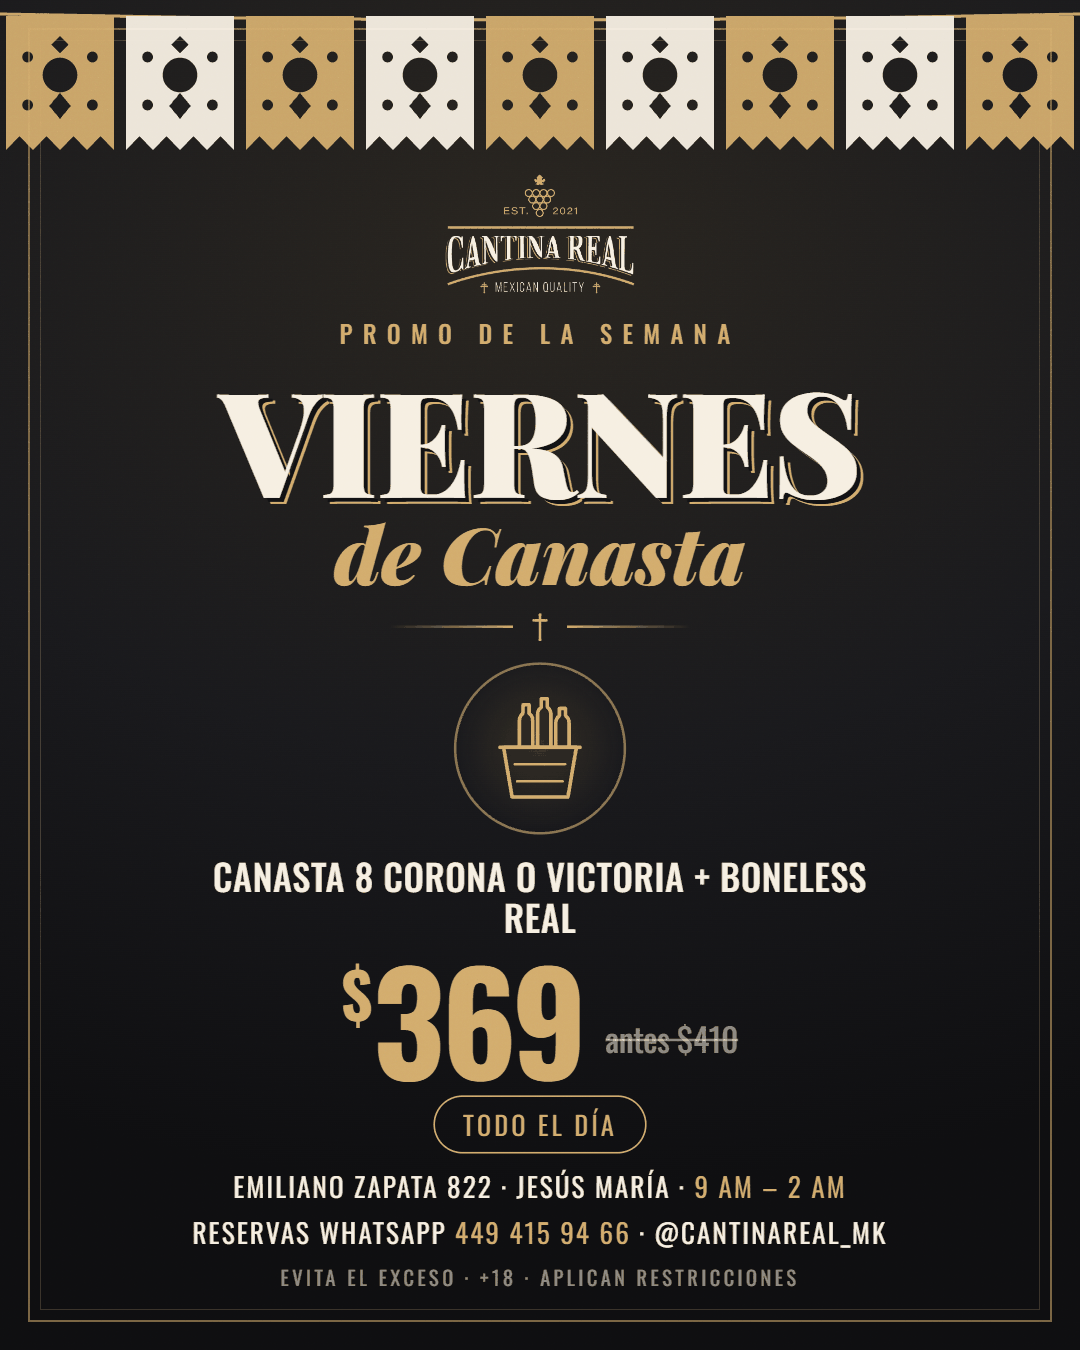 EST. 2021
CANTINA REAL
MEXICAN QUALITY
PROMO DE LA SEMANA
VIERNES
de Canasta
CANASTA 8 CORONA O VICTORIA + BONELESS
REAL
$369 antes $410
TODO EL DÍA
EMILIANO ZAPATA 822 · JESÚS MARÍA · 9 AM – 2 AM
RESERVAS WHATSAPP 449 415 94 66 · @CANTINAREAL_MK
EVITA EL EXCESO · +18 · APLICAN RESTRICCIONES